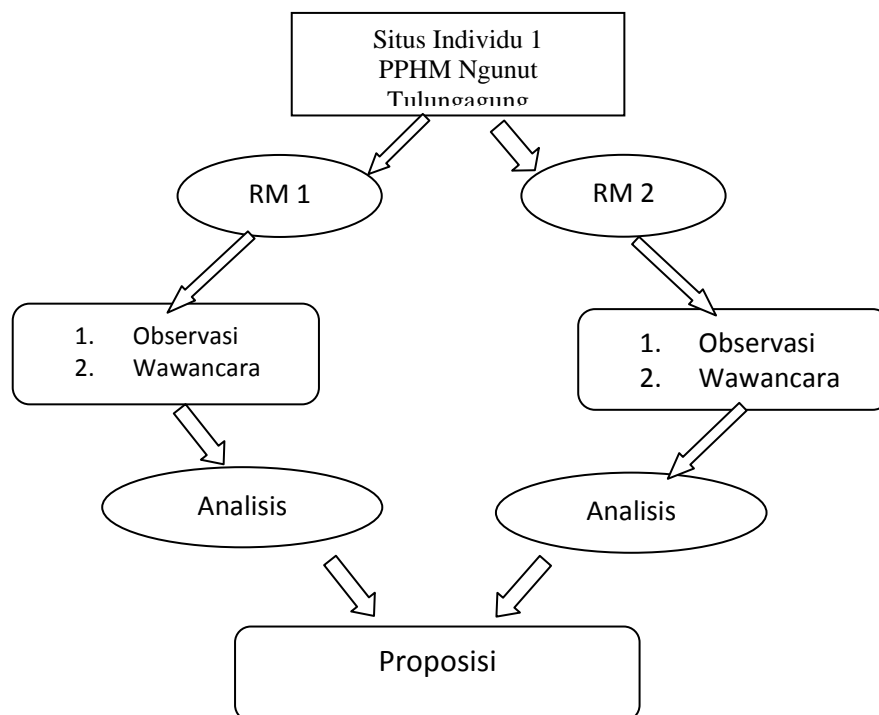 Situs Individu 1
PPHM Ngunut
Tulungagung
RM 1
RM 2
1. Observasi
2. Wawancara
1. Observasi
2. Wawancara
Analisis
Analisis
Proposisi